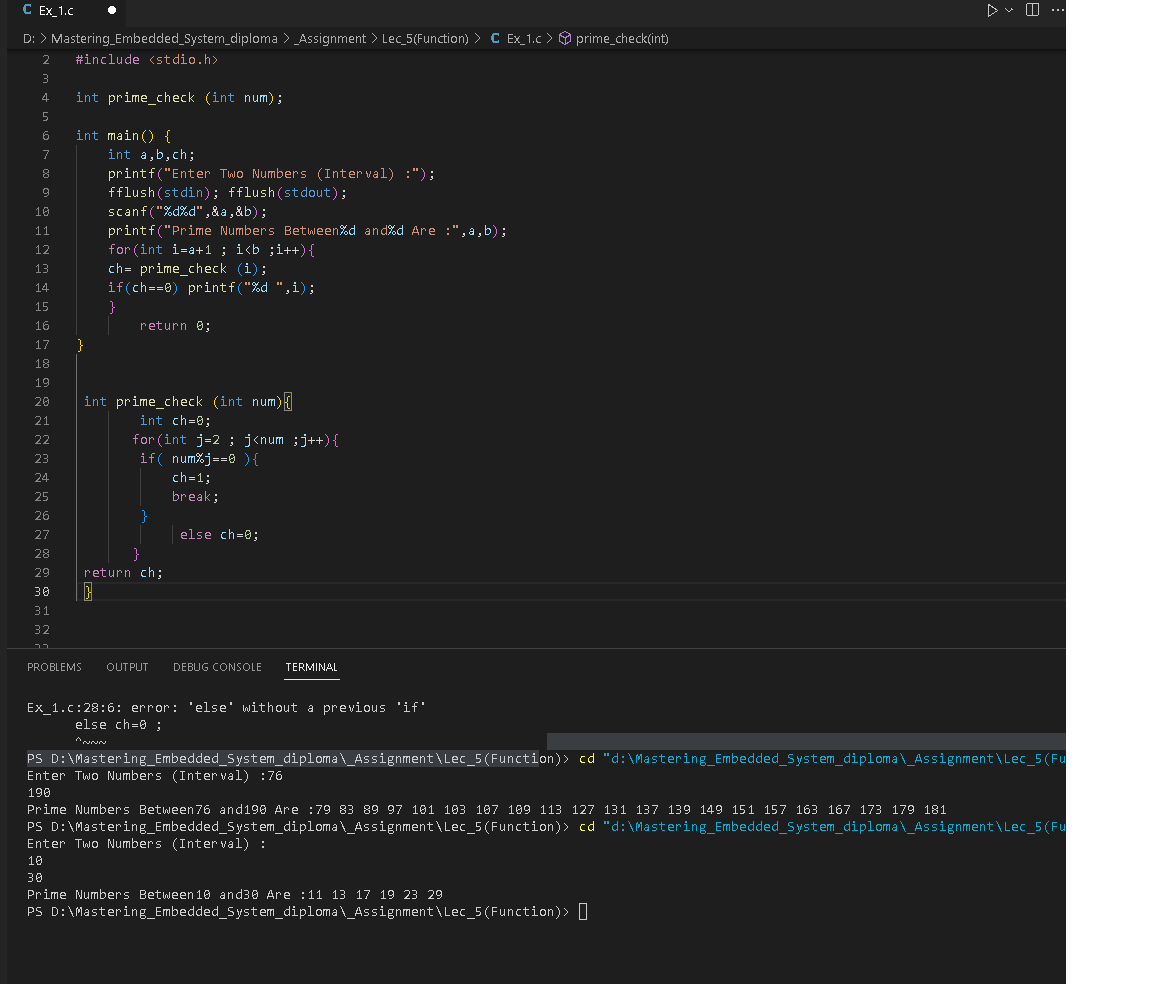 C Ex_1.c ●
D: > Mastering_Embedded_System_diploma > _Assignment > Lec_5(Function) > C Ex_1.c > prime_check(int)
2 #include <stdio.h>
3
4 int prime_check (int num);
5
6 int main() {
7 int a,b,ch;
8 printf("Enter Two Numbers (Interval) :");
9 fflush(stdin); fflush(stdout);
10 scanf("%d%d",&a,&b);
11 printf("Prime Numbers Between%d and%d Are :",a,b);
12 for(int i=a+1 ; i<b ;i++){
13 ch= prime_check (i);
14 if(ch==0) printf("%d ",i);
15 }
16 return 0;
17 }
18
19
20 int prime_check (int num){
21 int ch=0;
22 for(int j=2 ; j<num ;j++){
23 if( num%j==0 ){
24 ch=1;
25 break;
26 }
27 else ch=0;
28 }
29 return ch;
30 }
31
32
PROBLEMS OUTPUT DEBUG CONSOLE TERMINAL
Ex_1.c:28:6: error: 'else' without a previous 'if'
else ch=0 ;
^~~~
PS D:\Mastering_Embedded_System_diploma\_Assignment\Lec_5(Function)> cd "d:\Mastering_Embedded_System_diploma\_Assignment\Lec_5(Fu
Enter Two Numbers (Interval) :76
190
Prime Numbers Between76 and190 Are :79 83 89 97 101 103 107 109 113 127 131 137 139 149 151 157 163 167 173 179 181
PS D:\Mastering_Embedded_System_diploma\_Assignment\Lec_5(Function)> cd "d:\Mastering_Embedded_System_diploma\_Assignment\Lec_5(Fu
Enter Two Numbers (Interval) :
10
30
Prime Numbers Between10 and30 Are :11 13 17 19 23 29
PS D:\Mastering_Embedded_System_diploma\_Assignment\Lec_5(Function)>